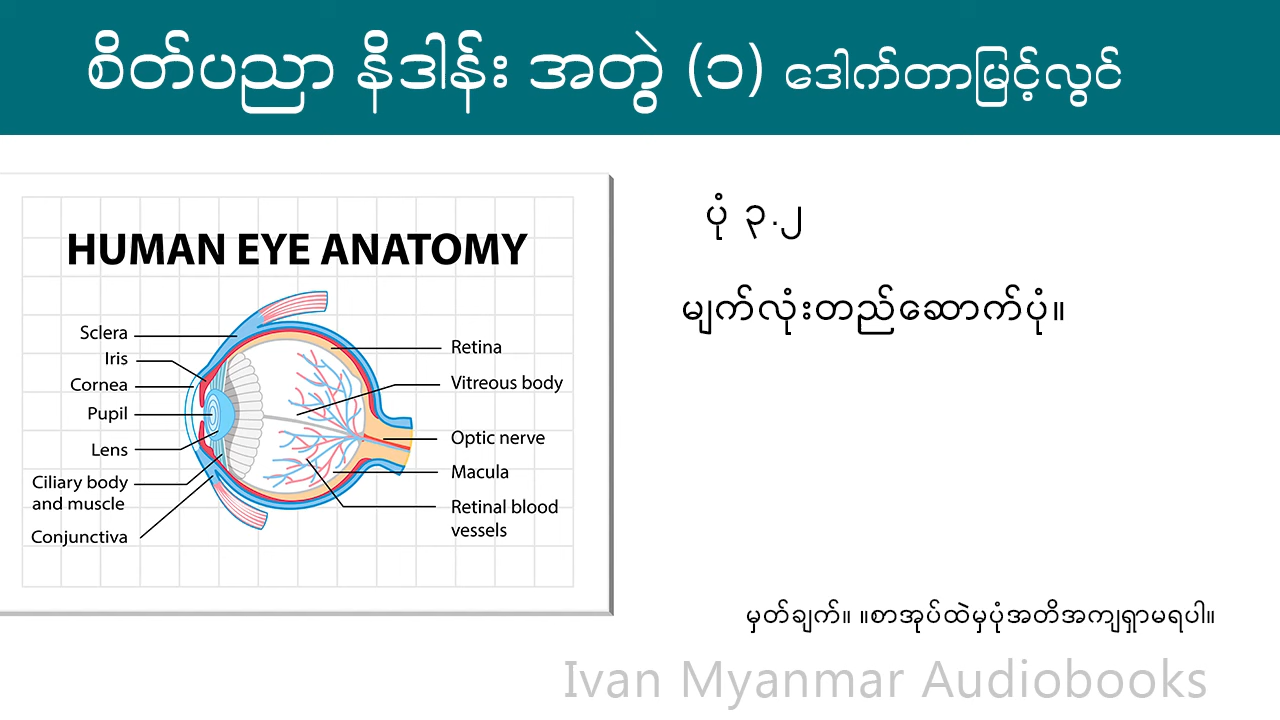 စိတ်ပညာ နိဒါန်း အတွဲ (၁) ဒေါက်တာမြင့်လွင်
HUMAN EYE ANATOMY
Sclera
Iris
Cornea
Pupil
Lens
Ciliary body
and muscle
Conjunctiva
Retina
Vitreous body
Optic nerve
Macula
Retinal blood
vessels
ပုံ ၃.၂
မျက်လုံးတည်ဆောက်ပုံ။
မှတ်ချက်။ ။စာအုပ်ထဲမှပုံအတိအကျရှာမရပါ။
Ivan Myanmar Audiobooks